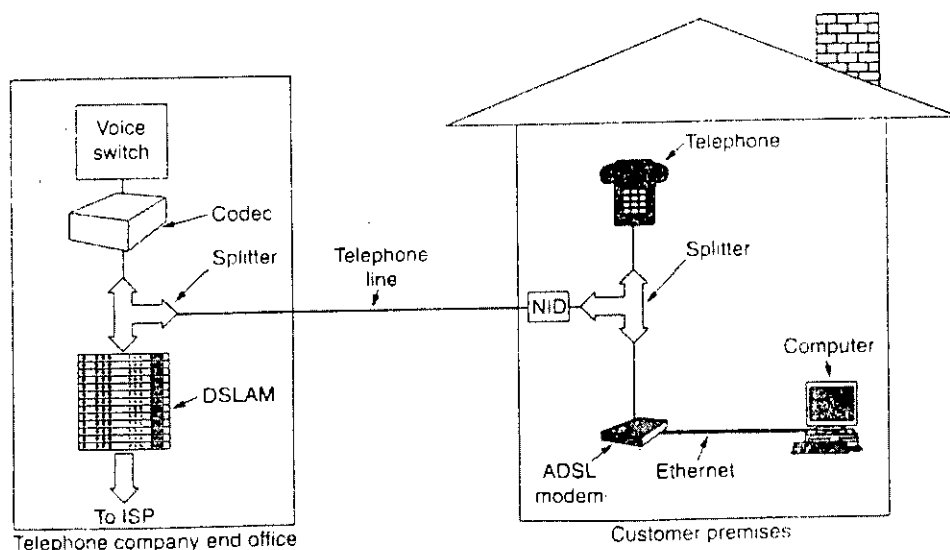 Voice
switch
Codec
Splitter
Telephone
line
DSLAM
To ISP
Telephone company end office
Telephone
Splitter
NID
Computer
ADSL
modem
Ethernet
Customer premises